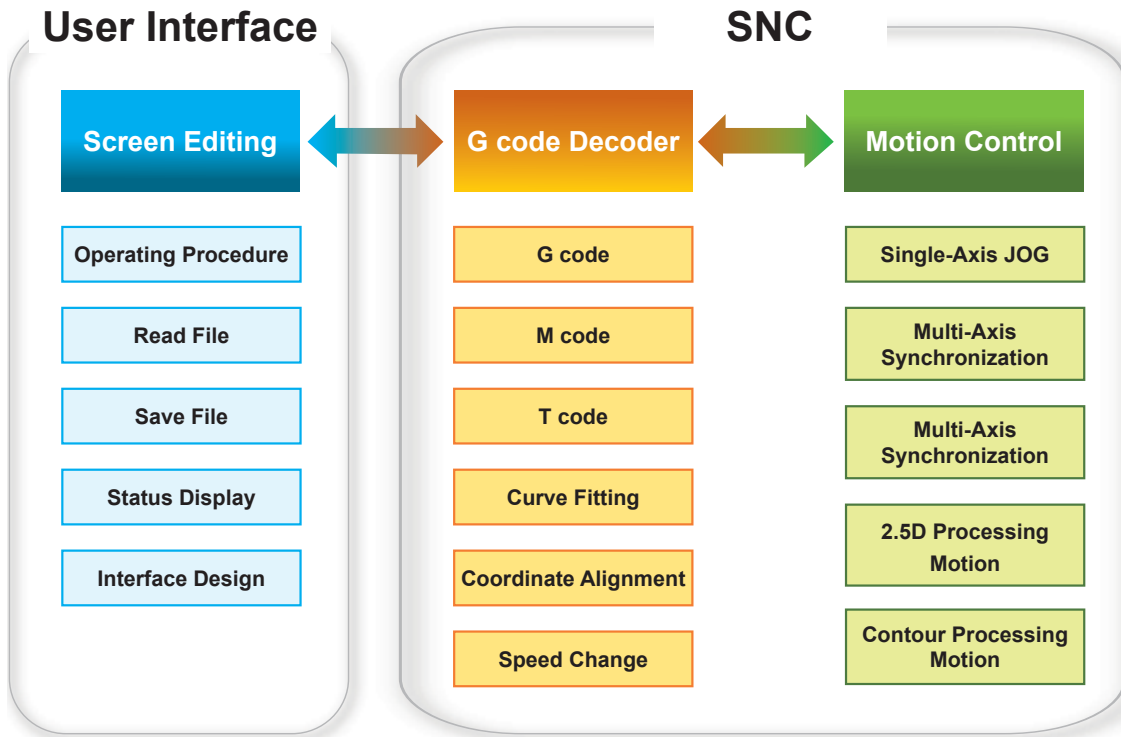 User Interface
SNC
Screen Editing
G code Decoder
Motion Control
Operating Procedure
Read File
Save File
Status Display
Interface Design
G code
M code
T code
Curve Fitting
Coordinate Alignment
Speed Change
Single-Axis JOG
Multi-Axis
Synchronization
Multi-Axis
Synchronization
2.5D Processing
Motion
Contour Processing
Motion